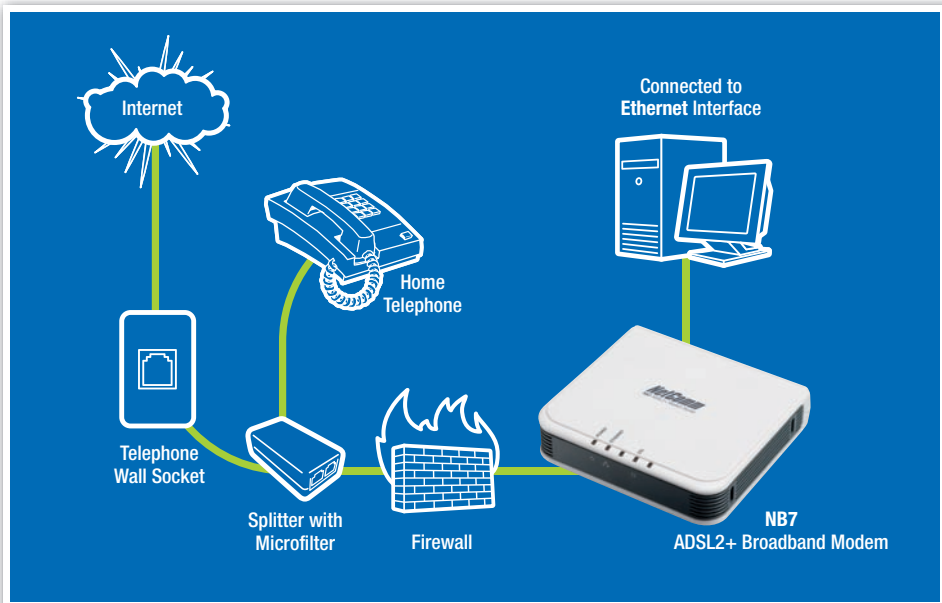 Internet
Connected to
Ethernet Interface
Home
Telephone
NetComm
Telephone
Wall Socket
Splitter with
Microfilter
Firewall
NB7
ADSL2+ Broadband Modem